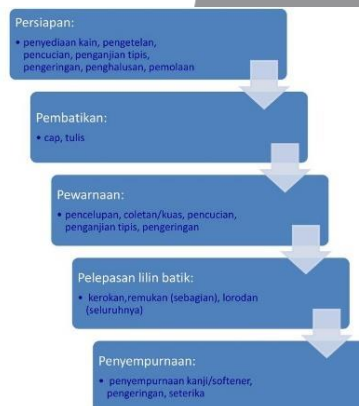 Persiapan:
• penyediaan kain, pengetelan,
pencucian, penganjian tipis,
pengeringan, penghalusan, pemolaan
Pembatikan:
• cap, tulis
Pewarnaan:
• pencelupan, coletan/kuas, pencucian,
penganjian tipis, pengeringan
Pelepasan lilin batik:
• kerokan,remukan (sebagian), lorodan
(seluruhnya)
Penyempurnaan:
• penyempurnaan kanji/softener,
pengeringan, seterika